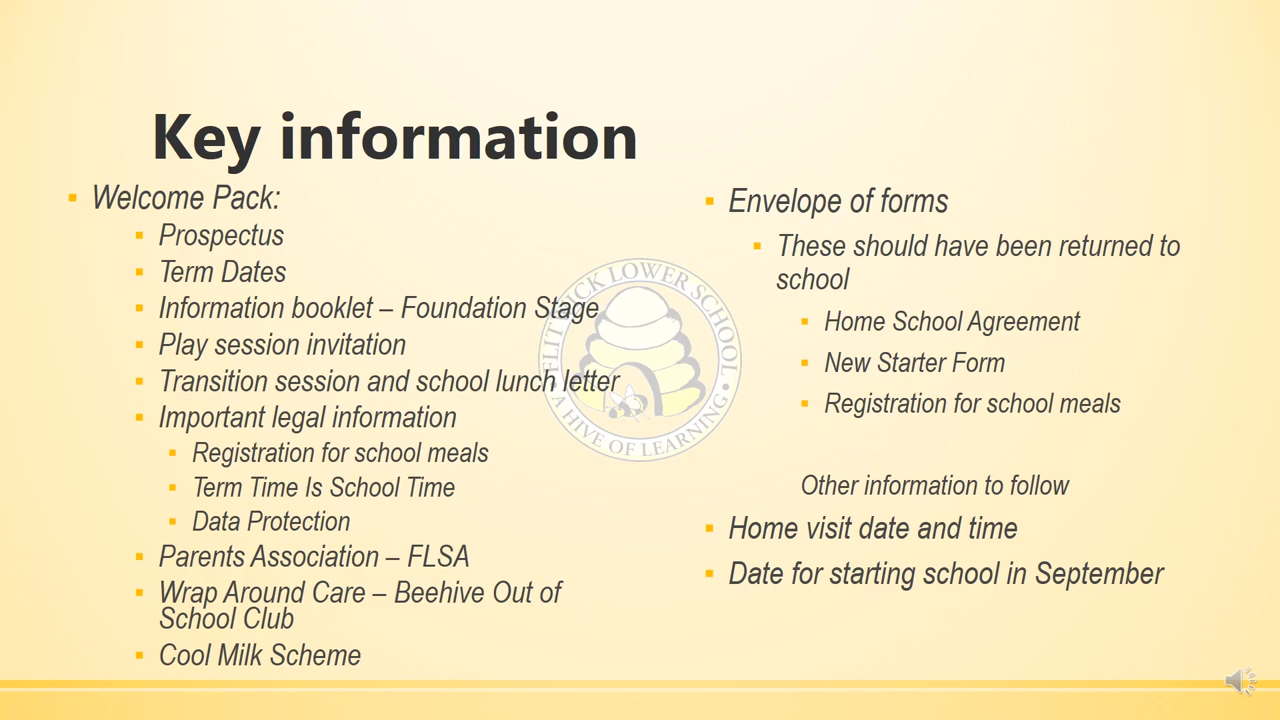 Key information
Welcome Pack:
Prospectus
Term Dates
Information booklet – Foundation Stage
Play session invitation
Transition session and school lunch letter
Important legal information
Registration for school meals
Term Time Is School Time
Data Protection
Parents Association – FLSA
Wrap Around Care – Beehive Out of
School Club
Cool Milk Scheme
FLITWICK LOWER SCHOOL
• A HIVE OF LEARNING •
Envelope of forms
These should have been returned to
school
Home School Agreement
New Starter Form
Registration for school meals
Other information to follow
Home visit date and time
Date for starting school in September